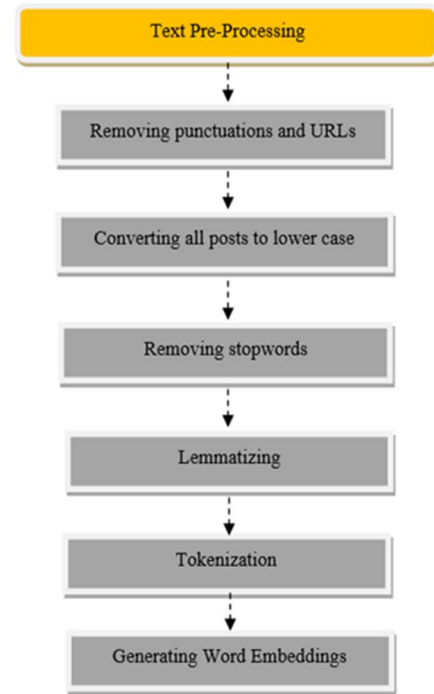 Text Pre-Processing
Removing punctuations and URLs
Converting all posts to lower case
Removing stopwords
Lemmatizing
Tokenization
Generating Word Embeddings